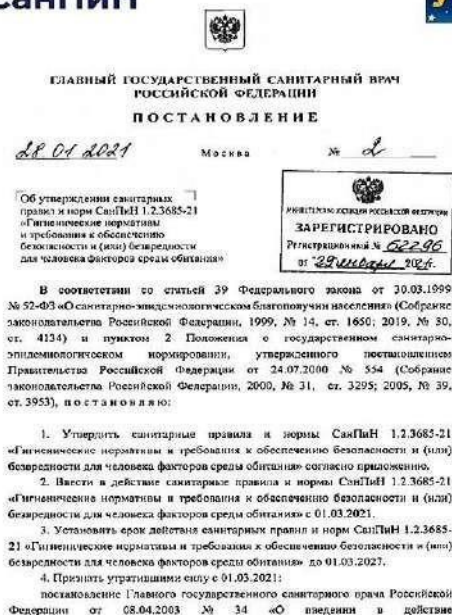 СанПиН
ГЛАВНЫЙ ГОСУДАРСТВЕННЫЙ САНИТАРНЫЙ ВРАЧ
РОССИЙСКОЙ ФЕДЕРАЦИИ
ПОСТАНОВЛЕНИЕ
28 01 2021 Москва № 2
Об утверждении санитарных
правил и норм СанПиН 1.2.3685-21
«Гигиенические нормативы
и требования к обеспечению
безопасности и (или) безвредности
для человека факторов среды обитания»
МИНИСТЕРСТВО ЮСТИЦИИ РОССИЙСКОЙ ФЕДЕРАЦИИ
ЗАРЕГИСТРИРОВАНО
Регистрационный № 62296
от "29 января 2021.
В соответствии со статьей 39 Федерального закона от 30.03.1999
№ 52-ФЗ «О санитарно-эпидемиологическом благополучии населения» (Собрание
законодательства Российской Федерации, 1999, № 14, ст. 1650; 2019, № 30,
ст. 4134) и пунктом 2 Положения о государственном санитарно-
эпидемиологическом нормировании, утвержденного постановлением
Правительства Российской Федерации от 24.07.2000 № 554 (Собрание
законодательства Российской Федерации, 2000, № 31, ст. 3295; 2005, № 39,
ст. 3953), постановляю:
1. Утвердить санитарные правила и нормы СанПиН 1.2.3685-21
«Гигиенические нормативы и требования к обеспечению безопасности и (или)
безвредности для человека факторов среды обитания» согласно приложению.
2. Ввести в действие санитарные правила и нормы СанПиН 1.2.3685-21
«Гигиенические нормативы и требования к обеспечению безопасности и (или)
безвредности для человека факторов среды обитания» с 01.03.2021.
3. Установить срок действия санитарных правил и норм СанПиН 1.2.3685-
21 «Гигиенические нормативы и требования к обеспечению безопасности и (или)
безвредности для человека факторов среды обитания» до 01.03.2027.
4. Признать утратившими силу с 01.03.2021:
постановление Главного государственного санитарного врача Российской
Федерации от 08.04.2003 № 34 «О введении в действие